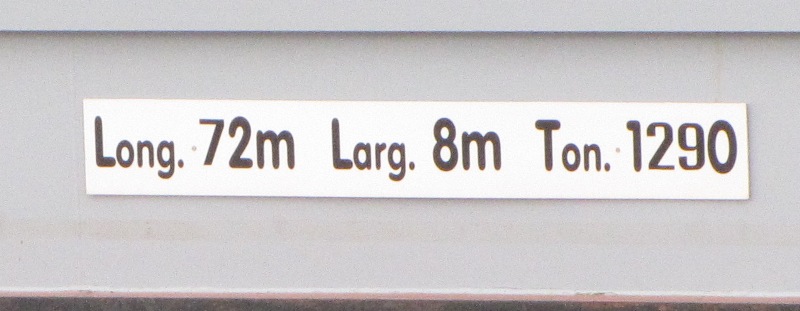 Long. 72m Larg. 8m Ton. 1290